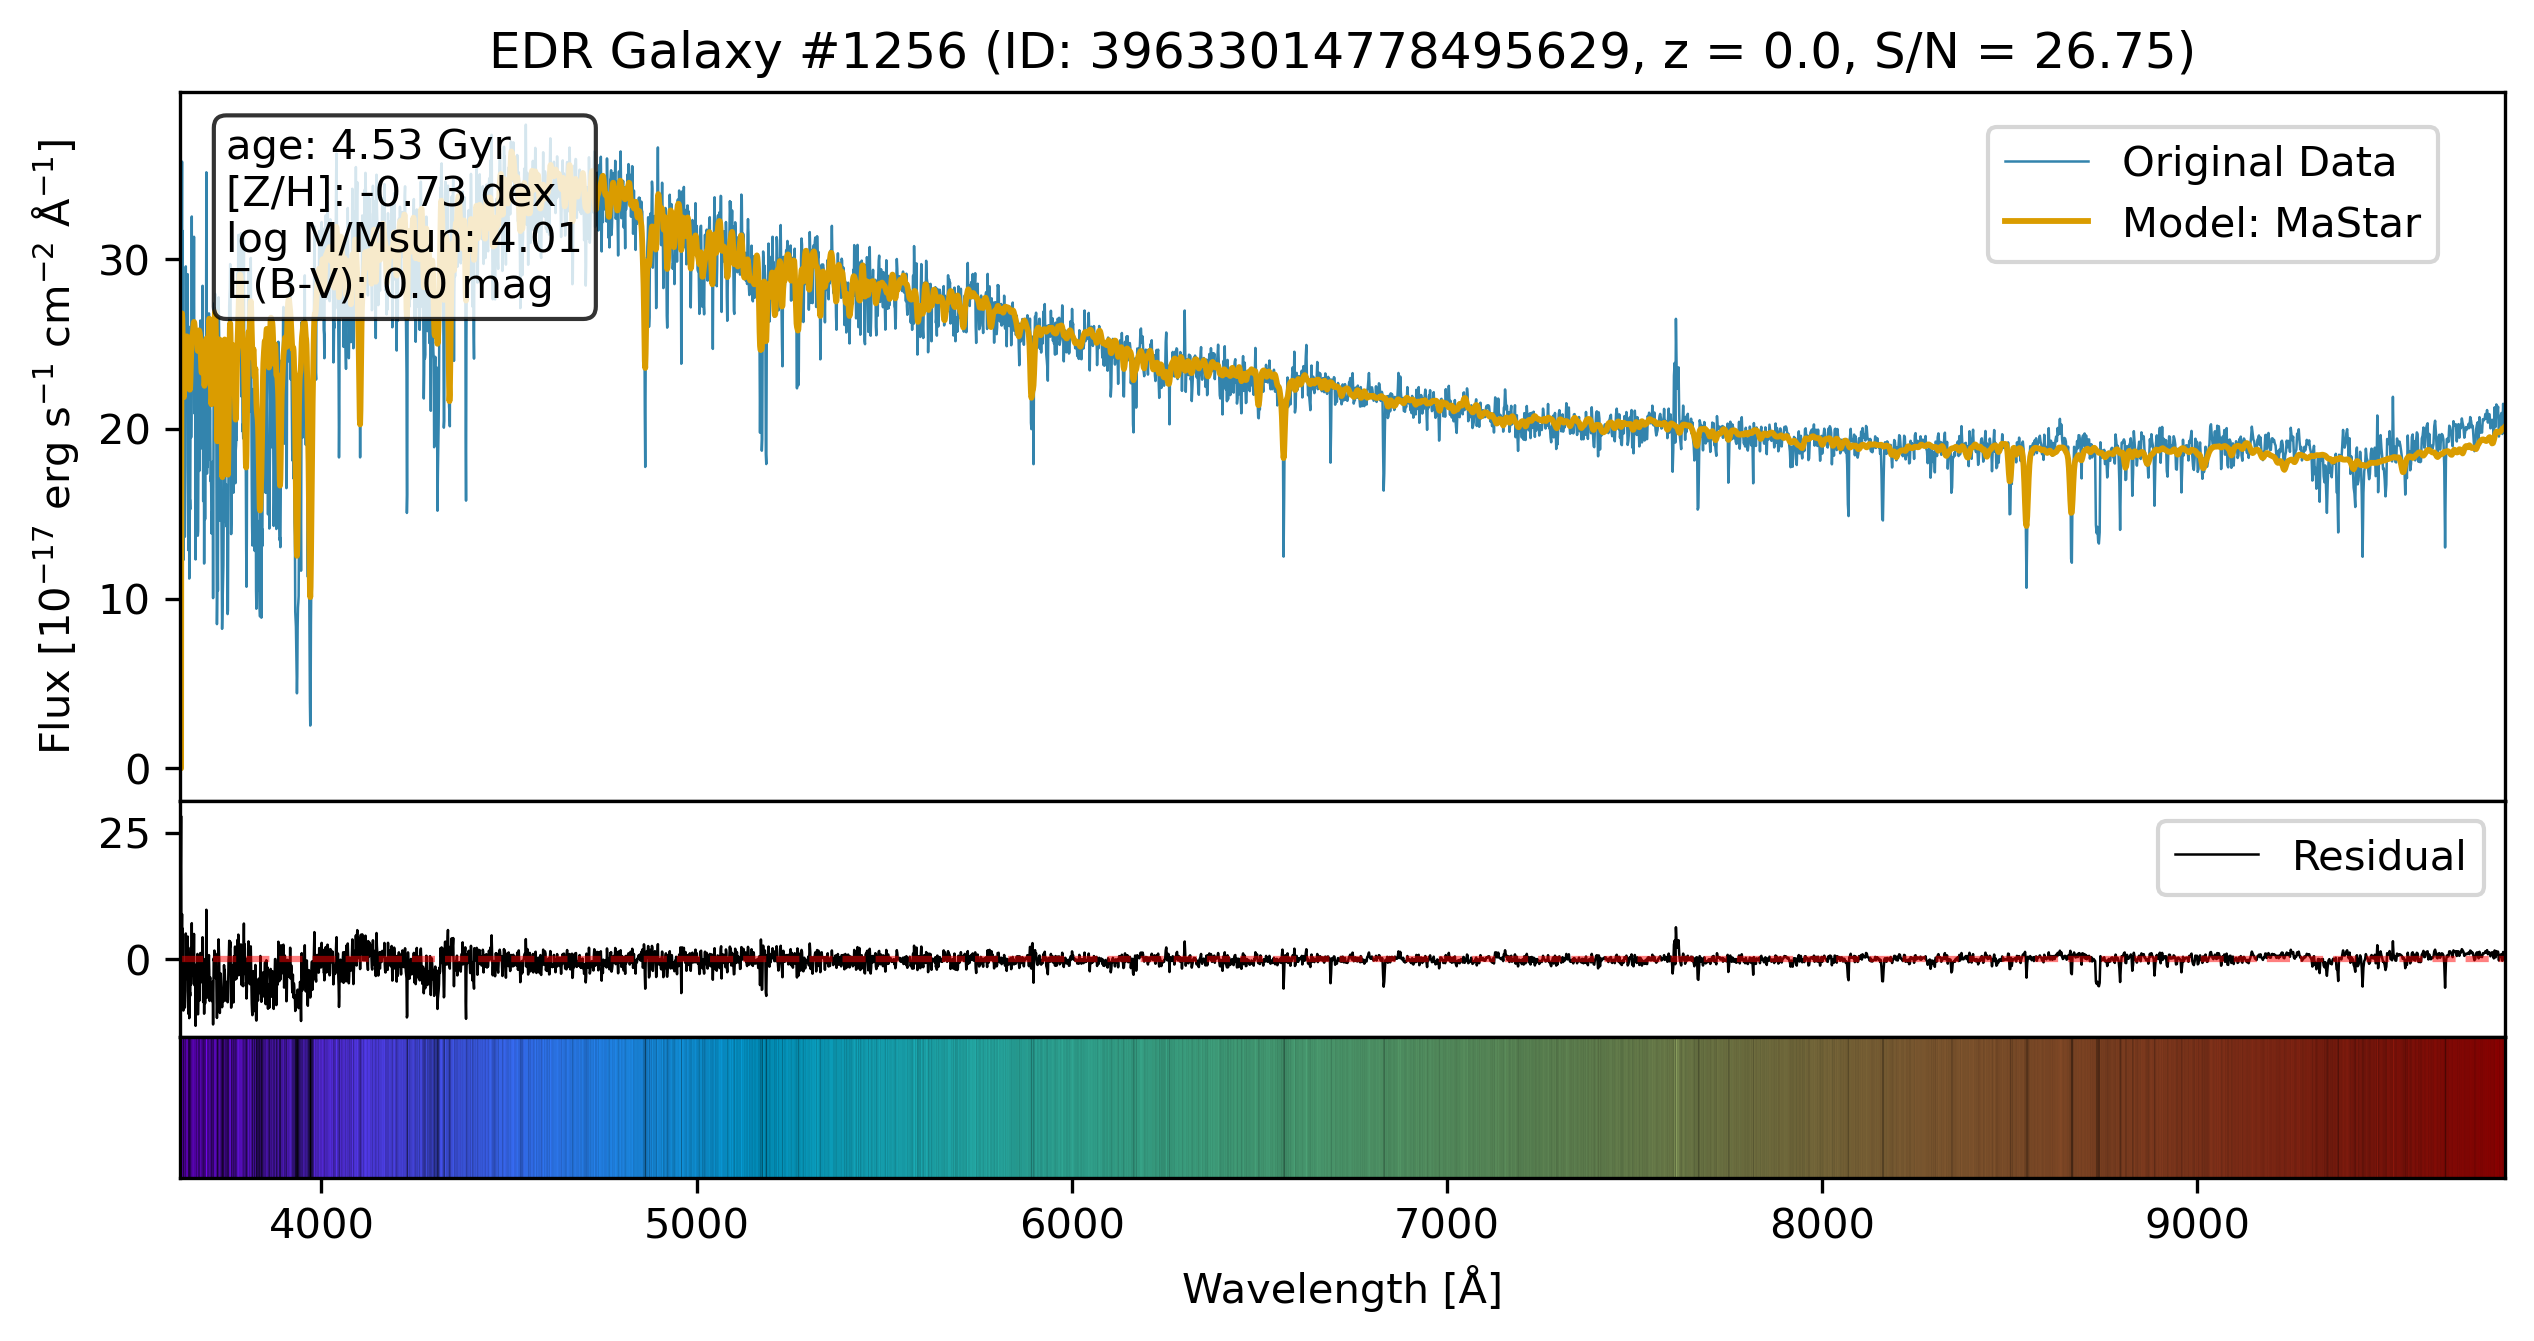 EDR Galaxy #1256 (ID: 39633014778495629, z = 0.0, S/N = 26.75)
age: 4.53 Gyr
[Z/H]: -0.73 dex
log M/Msun: 4.01
E(B-V): 0.0 mag
Original Data
Model: MaStar
Flux [10⁻¹⁷ erg s⁻¹ cm⁻² Å⁻¹]
30
20
10
0
Residual
25
0
4000 5000 6000 7000 8000 9000
Wavelength [Å]